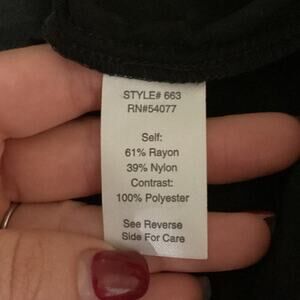 STYLE# 663
RN#54077
Self:
61% Rayon
39% Nylon
Contrast:
100% Polyester
See Reverse
Side For Care